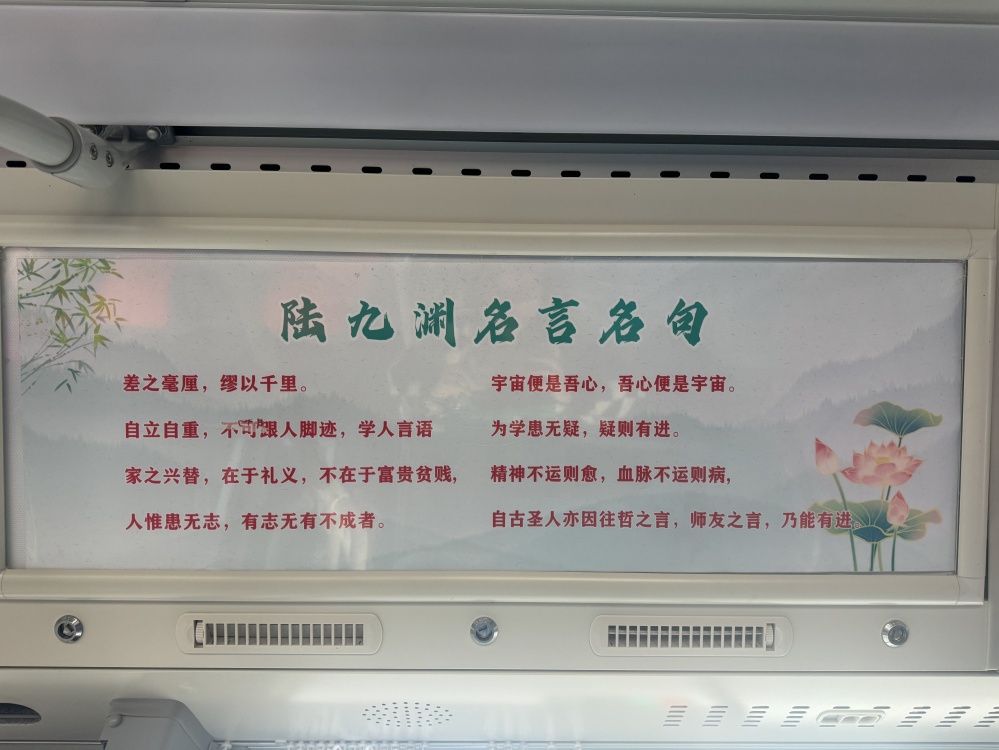 陆九渊名言名句
差之毫厘，缪以千里。
自立自重，不可跟人脚迹，学人言语
家之兴替，在于礼义，不在于富贵贫贱，
人惟患无志，有志无有不成者。
宇宙便是吾心，吾心便是宇宙。
为学患无疑，疑则有进。
精神不运则愈，血脉不运则病，
自古圣人亦因往哲之言，师友之言，乃能有进。